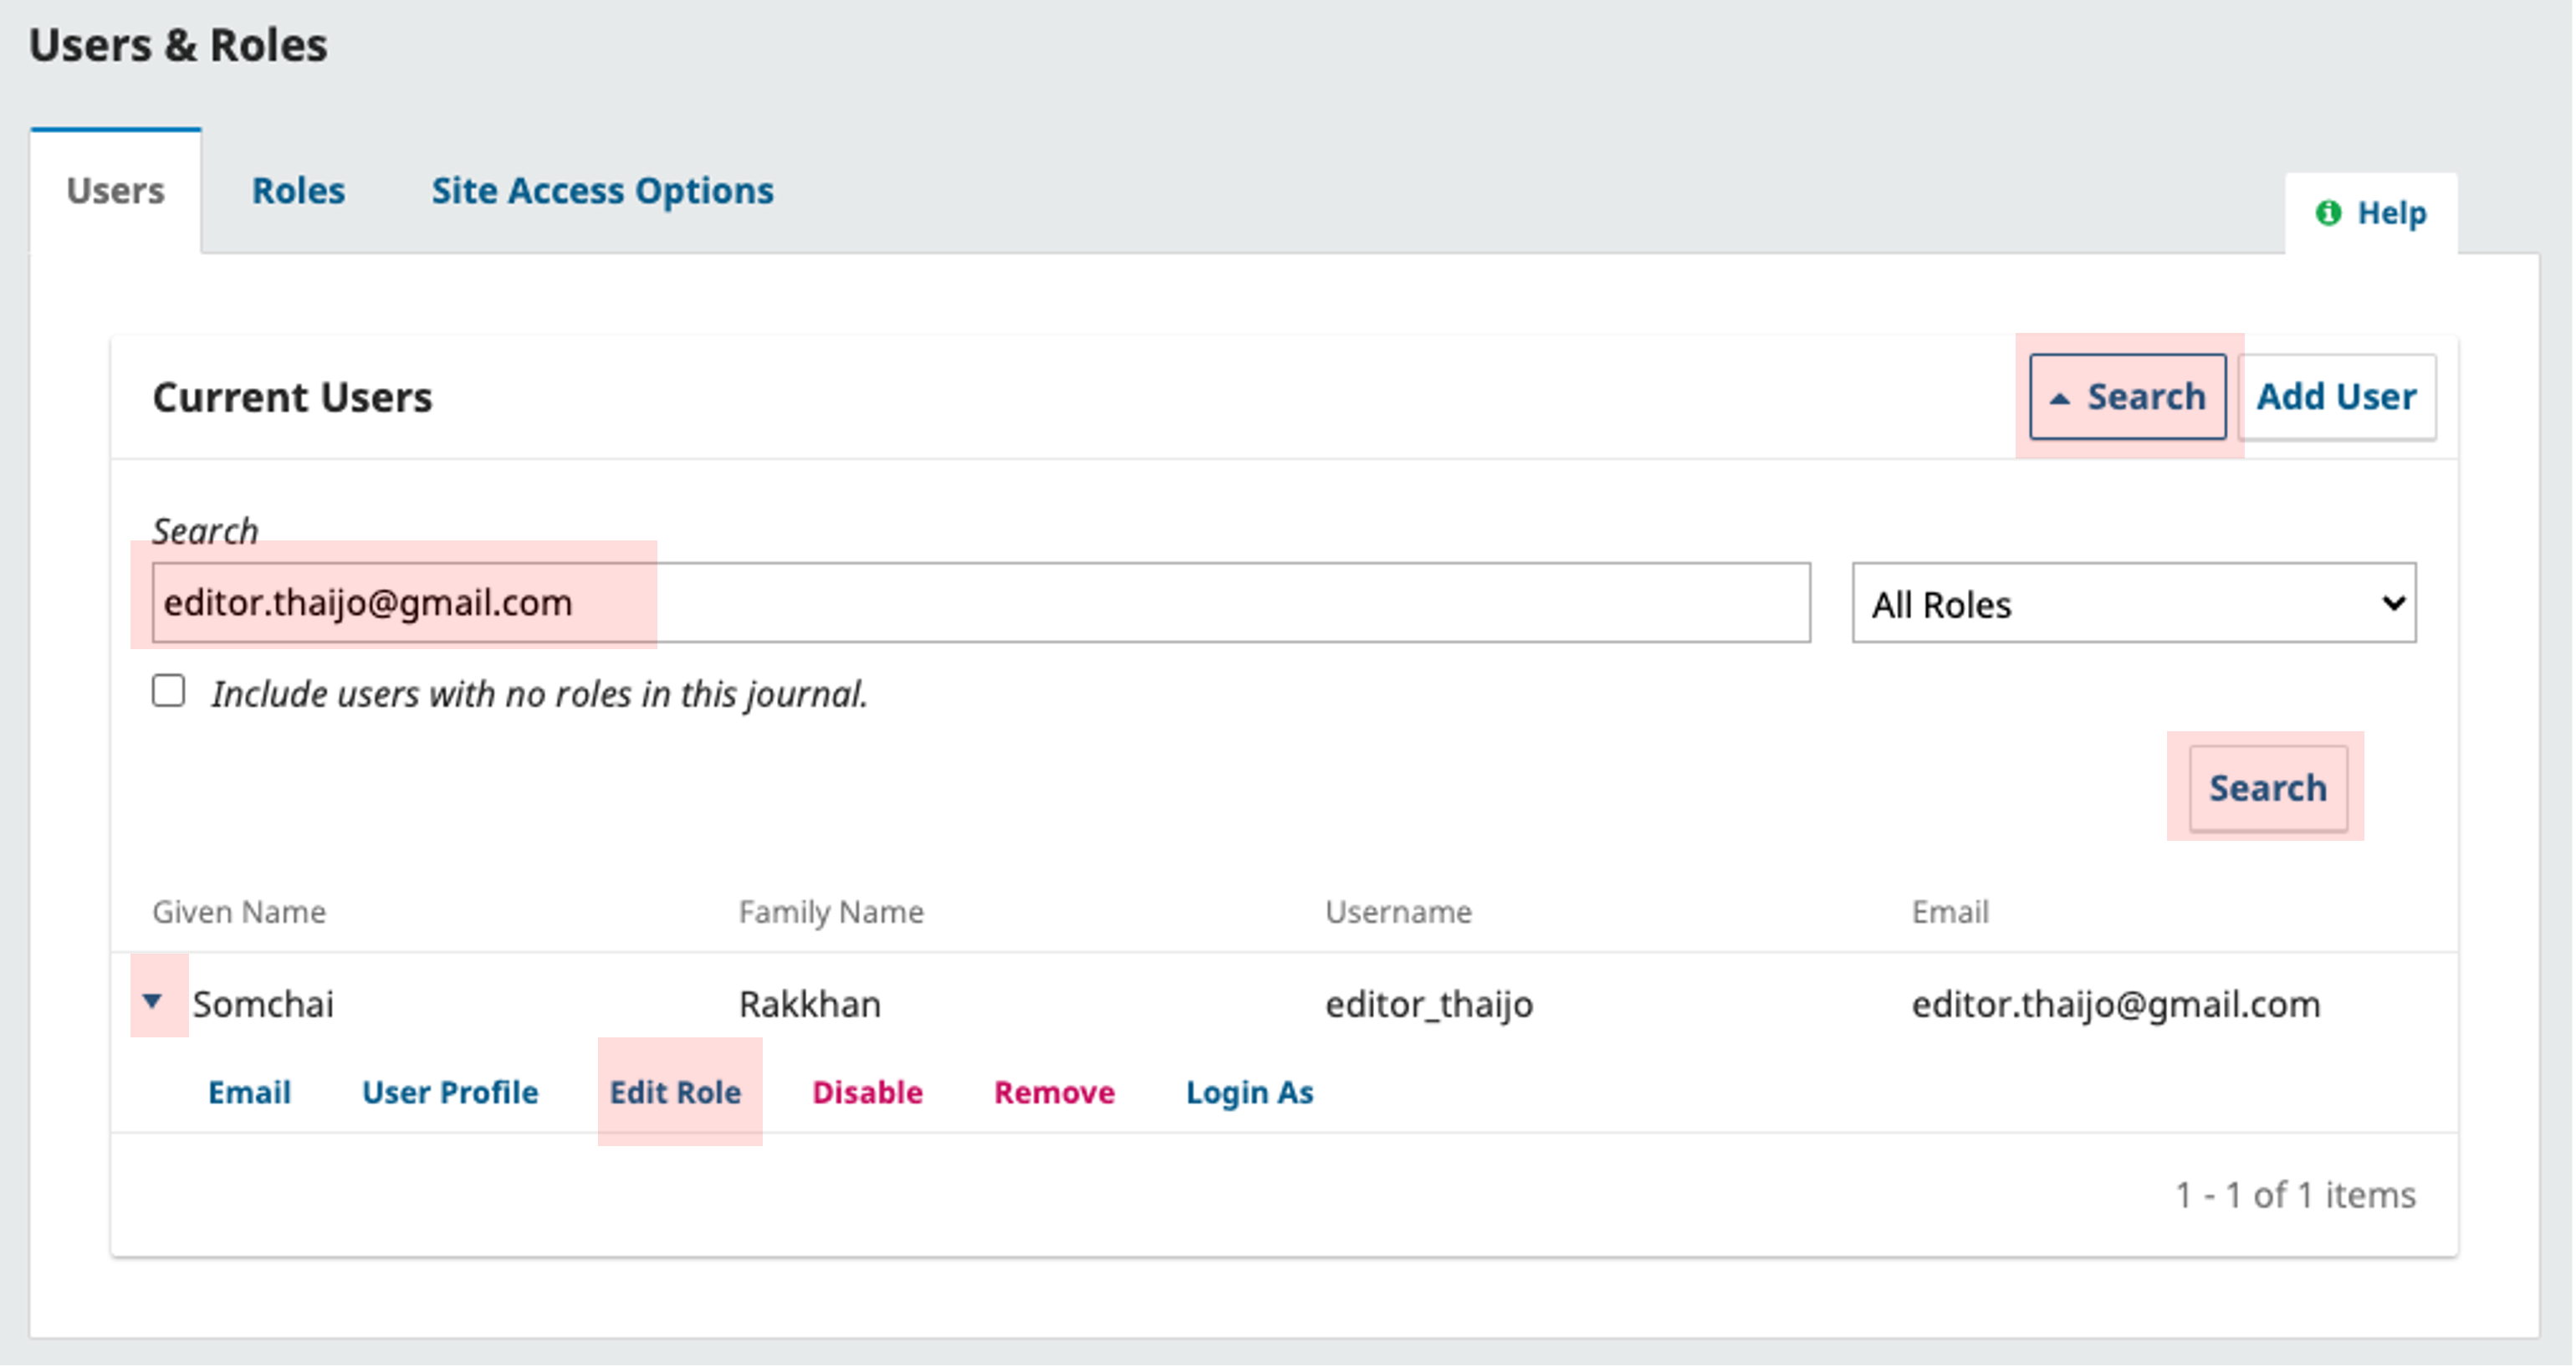 Users & Roles
Users Roles Site Access Options
Help
Current Users Search Add User
Search
editor.thaijo@gmail.com All Roles
Include users with no roles in this journal.
Search
Given Name Family Name Username Email
Somchai Rakkhan editor_thaijo editor.thaijo@gmail.com
Email User Profile Edit Role Disable Remove Login As
1 - 1 of 1 items